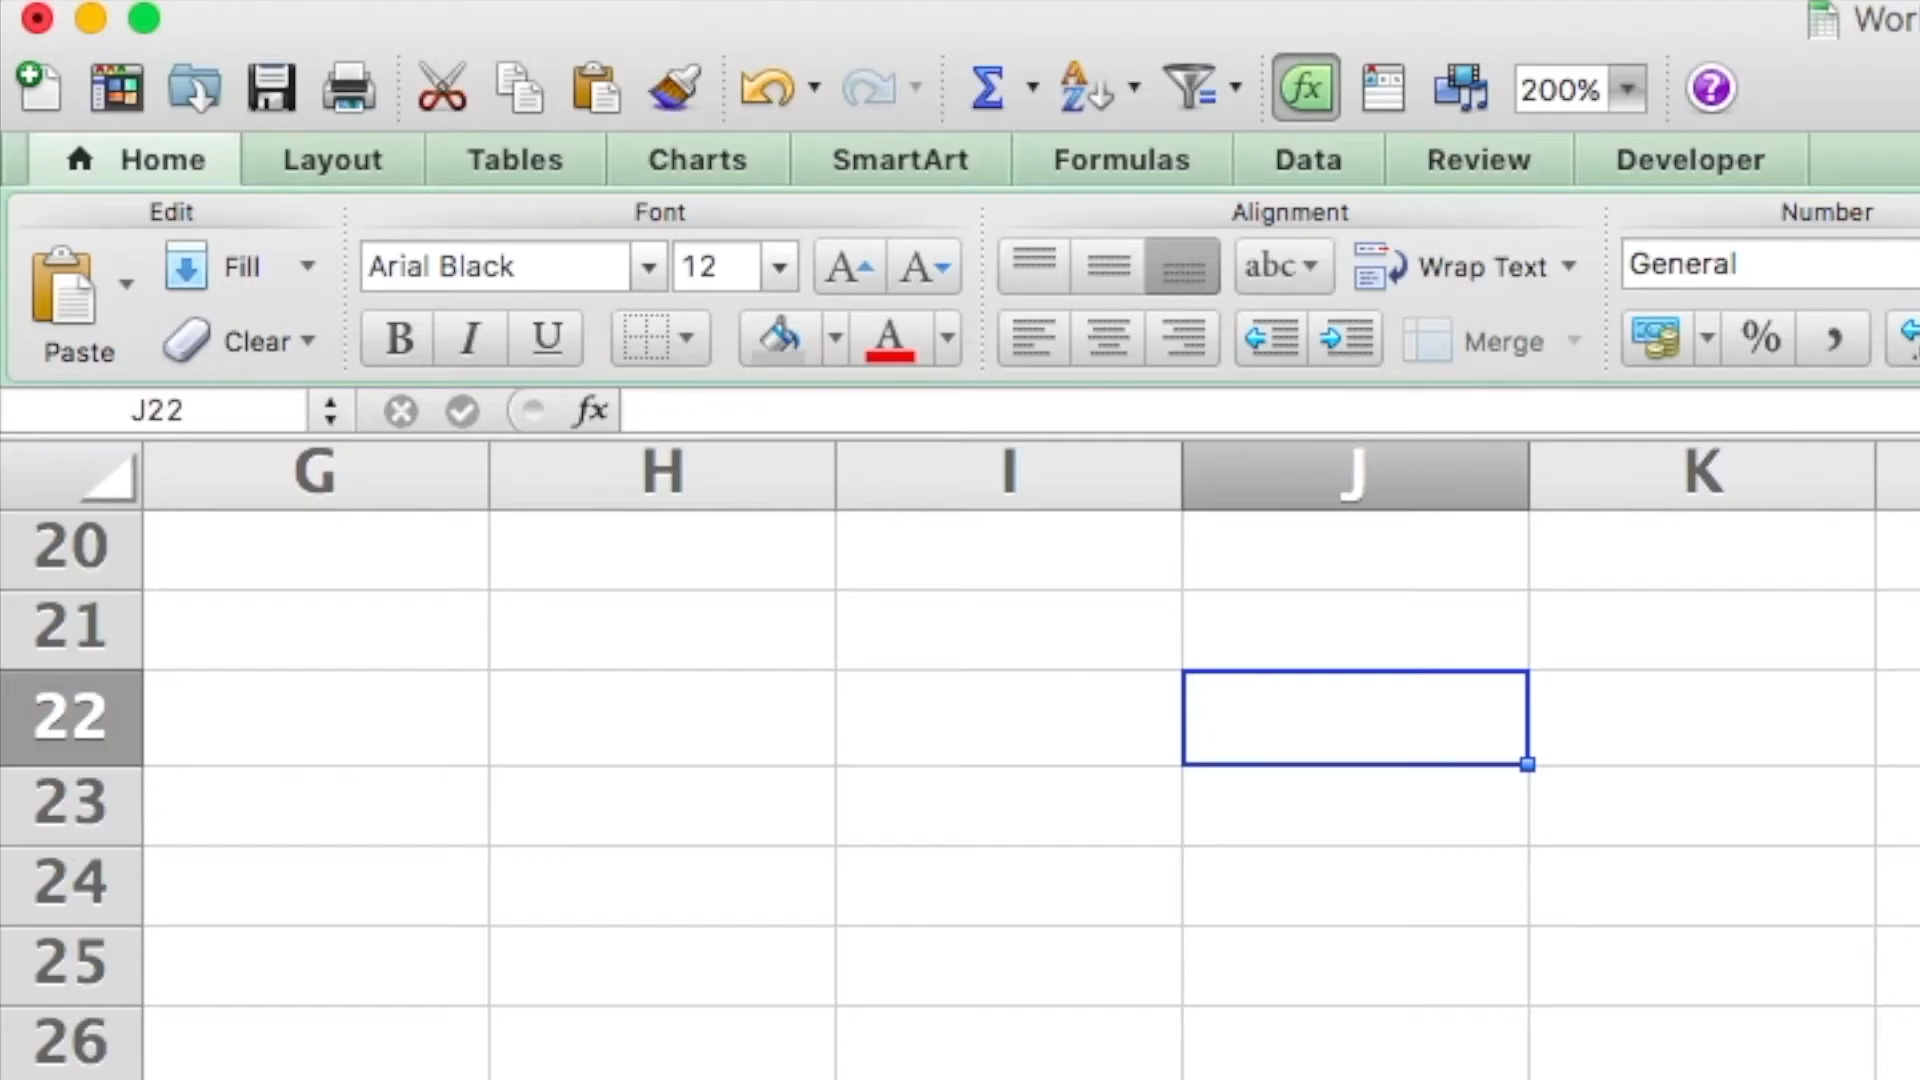 Wor
200%
Home Layout Tables Charts SmartArt Formulas Data Review Developer
Edit Font Alignment Number
Fill Arial Black 12 A A abc Wrap Text General
Paste Clear B I U A Merge % ,
J22 fx
G H I J K
20
21
22
23
24
25
26